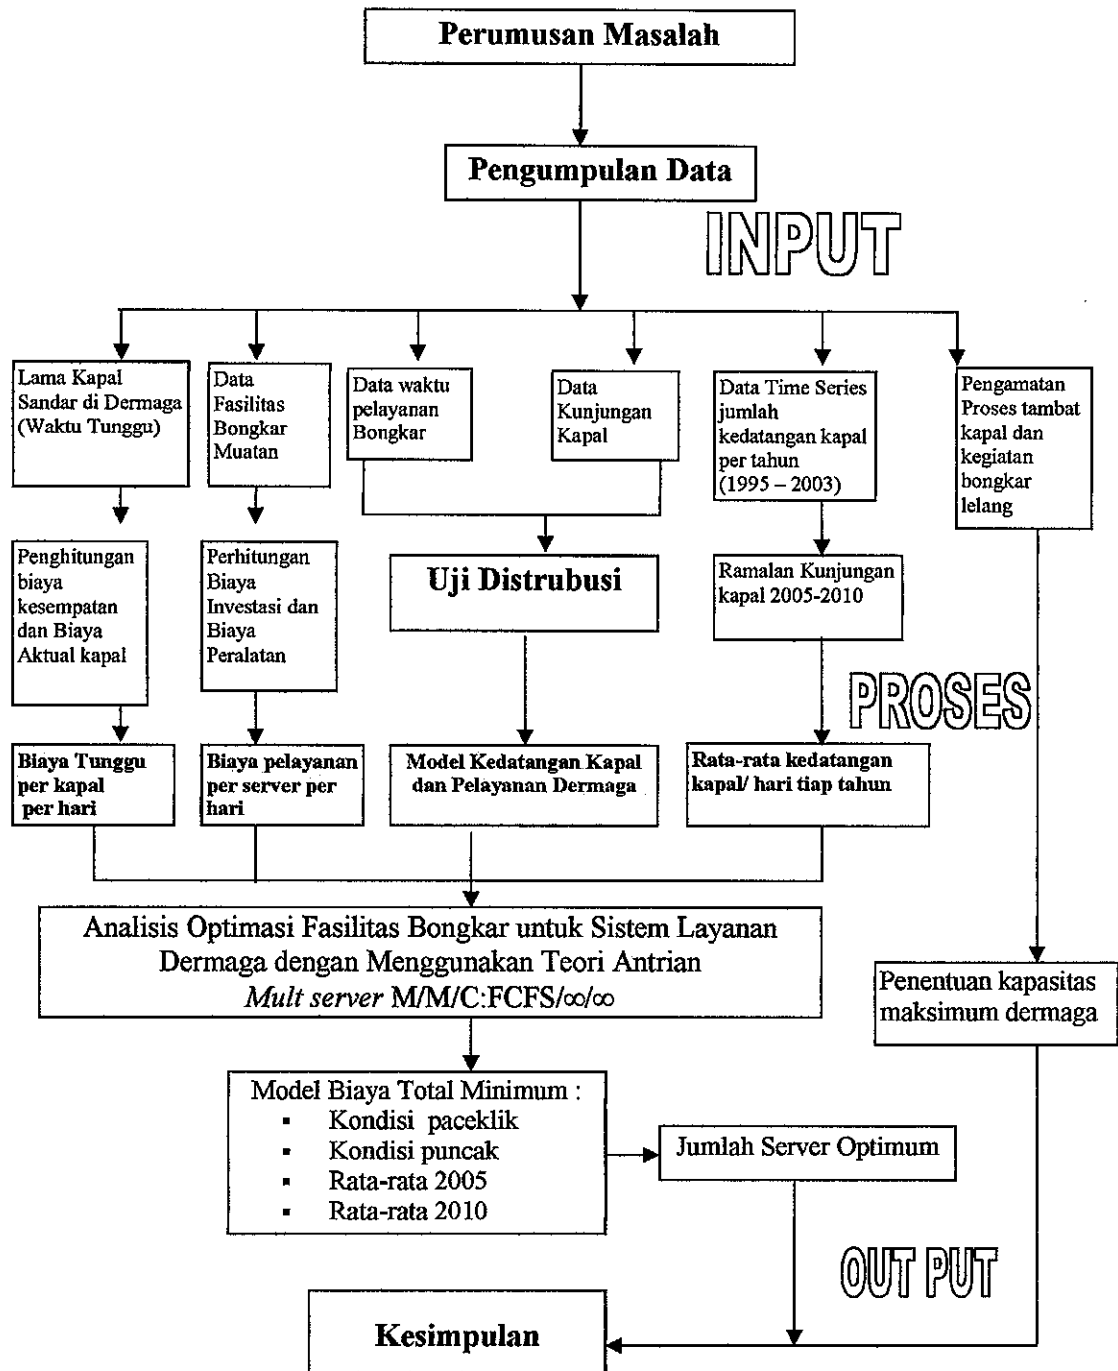 Perumusan Masalah
Pengumpulan Data
INPUT
Lama Kapal
Sandar di Dermaga
(Waktu Tunggu)
Data
Fasilitas
Bongkar
Muatan
Data waktu
pelayanan
Bongkar
Data
Kunjungan
Kapal
Data Time Series
jumlah
kedatangan kapal
per tahun
(1995 – 2003)
Pengamatan
Proses tambat
kapal dan
kegiatan
bongkar
lelang
Penghitungan
biaya
kesempatan
dan Biaya
Aktual kapal
Perhitungan
Biaya
Investasi dan
Biaya
Peralatan
Uji Distrubusi
Ramalan Kunjungan
kapal 2005-2010
PROSES
Biaya Tunggu
per kapal
per hari
Biaya pelayanan
per server per
hari
Model Kedatangan Kapal
dan Pelayanan Dermaga
Rata-rata kedatangan
kapal/ hari tiap tahun
Analisis Optimasi Fasilitas Bongkar untuk Sistem Layanan
Dermaga dengan Menggunakan Teori Antrian
Mult server M/M/C:FCFS/∞/∞
Penentuan kapasitas
maksimum dermaga
Model Biaya Total Minimum :
▪ Kondisi paceklik
▪ Kondisi puncak
▪ Rata-rata 2005
▪ Rata-rata 2010
Jumlah Server Optimum
OUT PUT
Kesimpulan